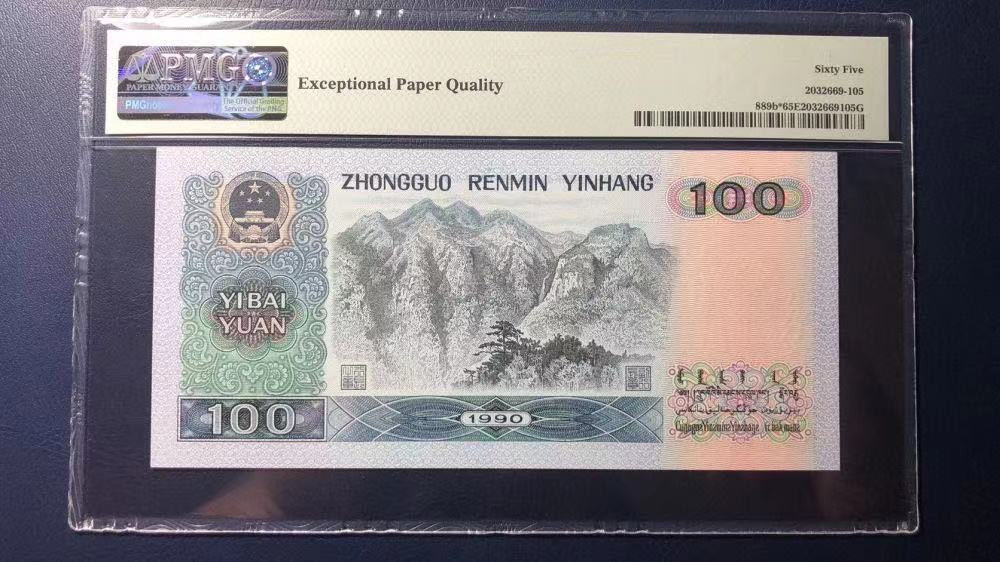 PMG
PAPER MONEY GUARANTY
The Official Grading
Service of the PNG
Exceptional Paper Quality
Sixty Five
2032669-105
889b*65E2032669105G
ZHONGGUO RENMIN YINHANG
100
YIBAI
YUAN
100
1990